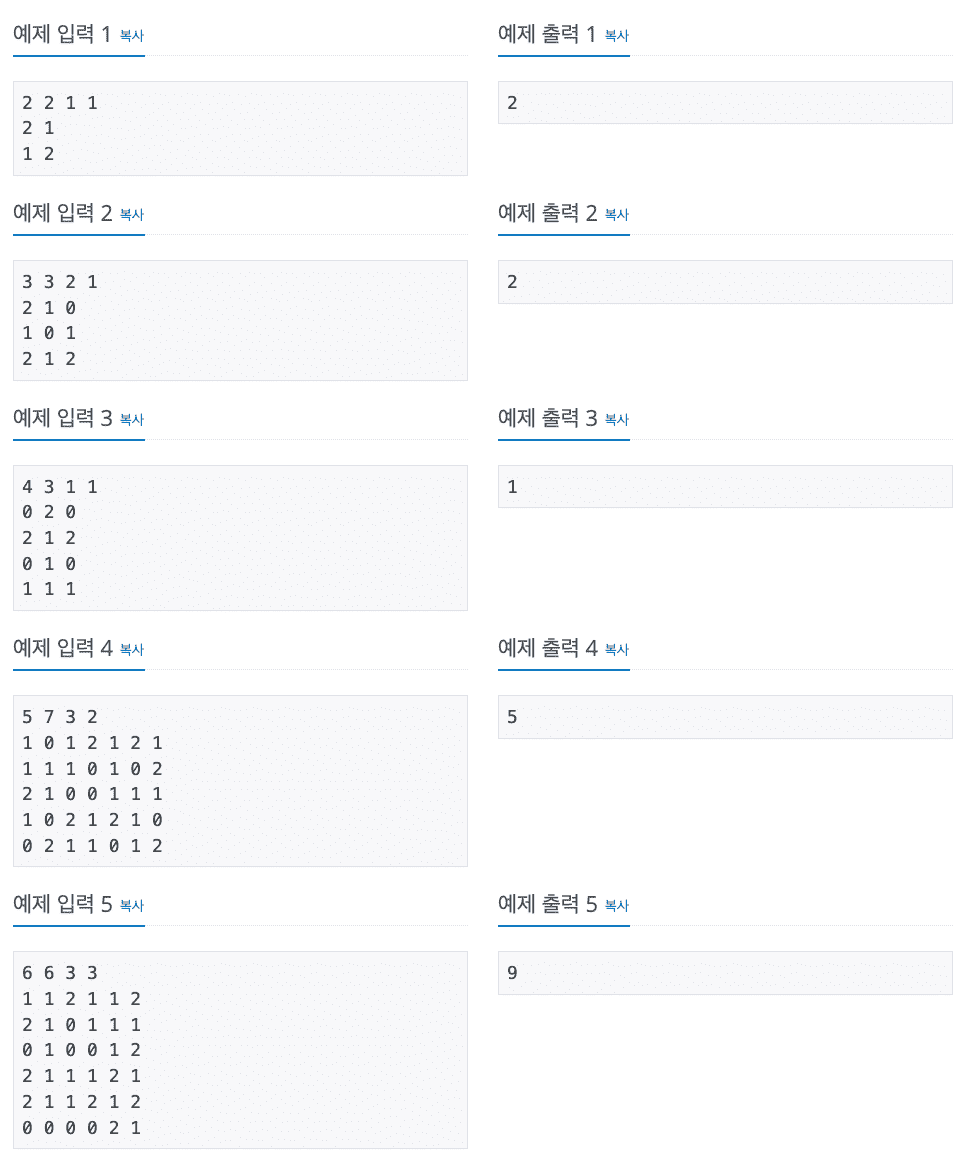 예제 입력 1 복사
2 2 1 1
2 1
1 2
예제 출력 1 복사
2
예제 입력 2 복사
3 3 2 1
2 1 0
1 0 1
2 1 2
예제 출력 2 복사
2
예제 입력 3 복사
4 3 1 1
0 2 0
2 1 2
0 1 0
1 1 1
예제 출력 3 복사
1
예제 입력 4 복사
5 7 3 2
1 0 1 2 1 2 1
1 1 1 0 1 0 2
2 1 0 0 1 1 1
1 0 2 1 2 1 0
0 2 1 1 0 1 2
예제 출력 4 복사
5
예제 입력 5 복사
6 6 3 3
1 1 2 1 1 2
2 1 0 1 1 1
0 1 0 0 1 2
2 1 1 1 2 1
2 1 1 2 1 2
0 0 0 0 2 1
예제 출력 5 복사
9